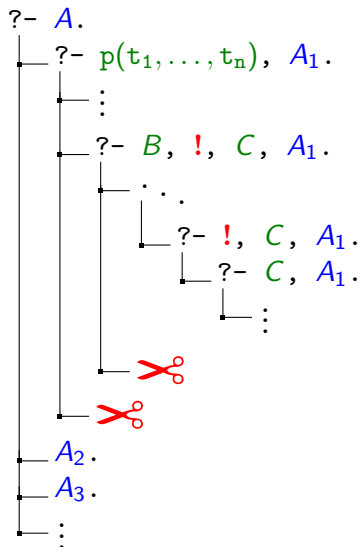 ?- A.
?- p(t₁,...,tₙ), A₁.
⋮
?- B, !, C, A₁.
. . .
?- !, C, A₁.
?- C, A₁.
⋮
A₂.
A₃.
⋮